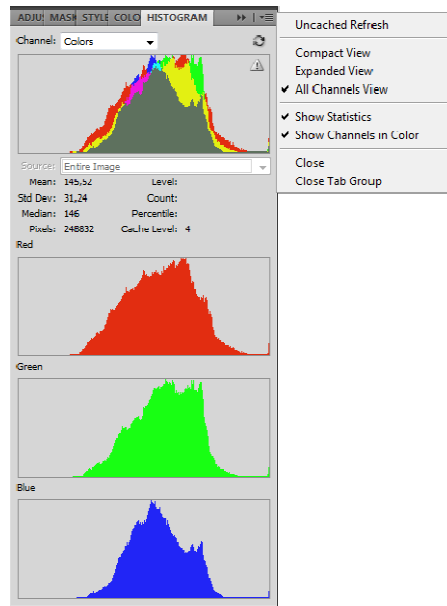 ADJUS MASK STYLE COLO HISTOGRAM
Channel: Colors
Source: Entire Image
Mean: 145,52 Level:
Std Dev: 31,24 Count:
Median: 146 Percentile:
Pixels: 248832 Cache Level: 4
Red
Green
Blue
Uncached Refresh
Compact View
Expanded View
All Channels View
Show Statistics
Show Channels in Color
Close
Close Tab Group